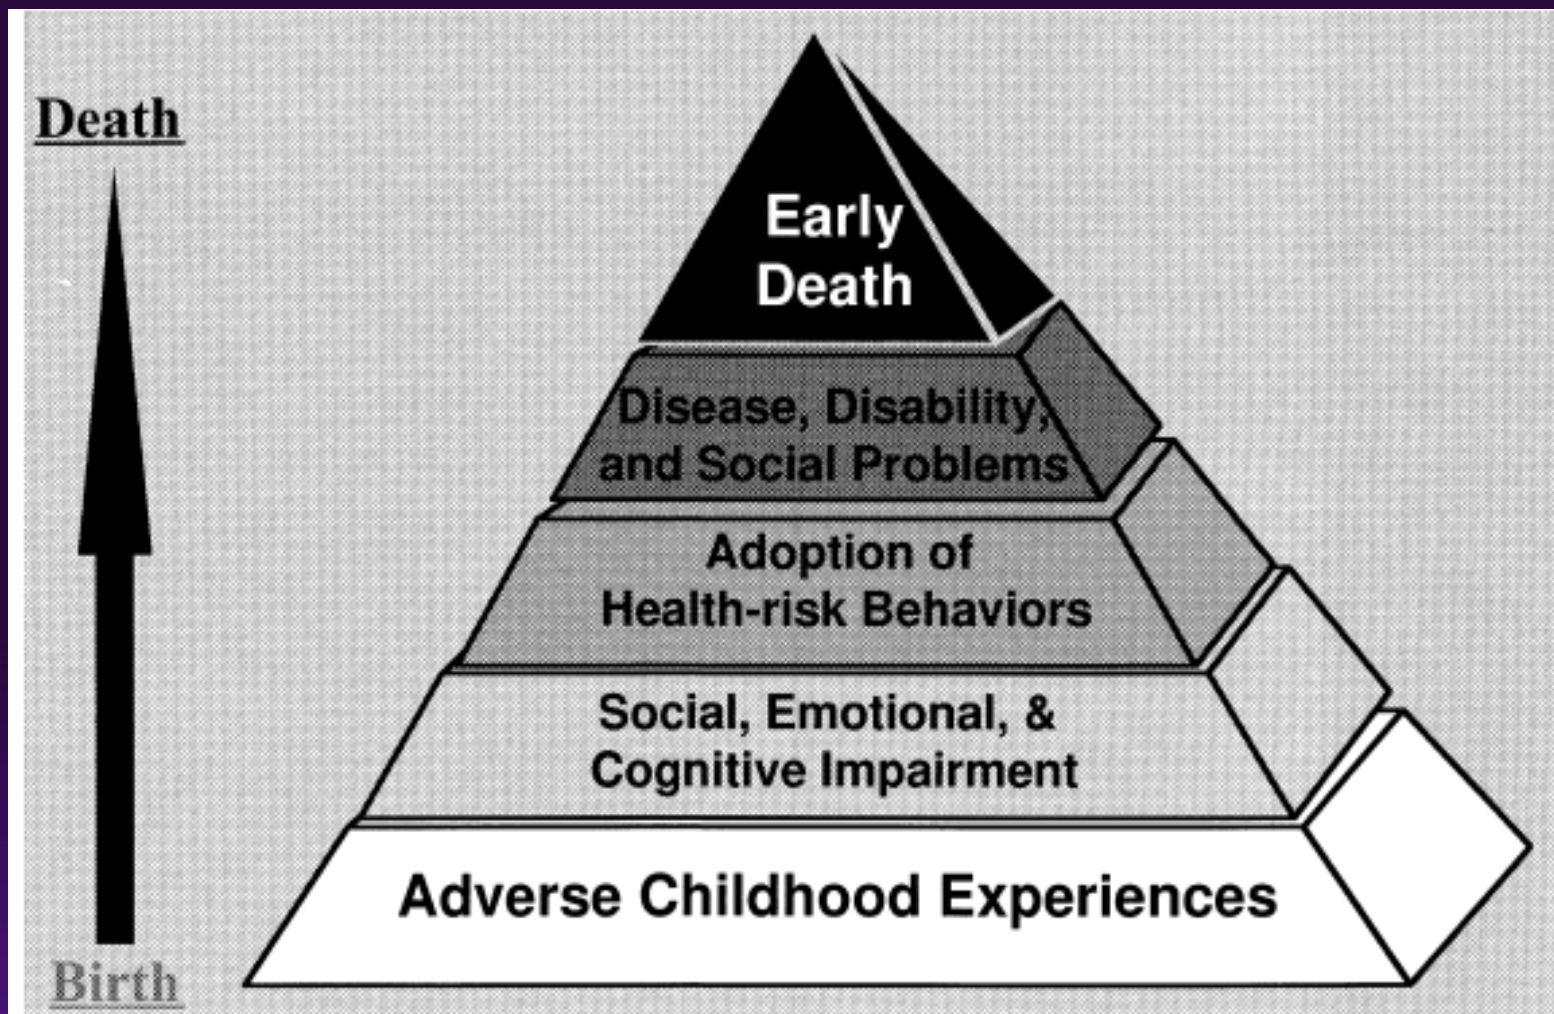 Death
Early
Death
Disease, Disability,
and Social Problems
Adoption of
Health-risk Behaviors
Social, Emotional, &
Cognitive Impairment
Adverse Childhood Experiences
Birth